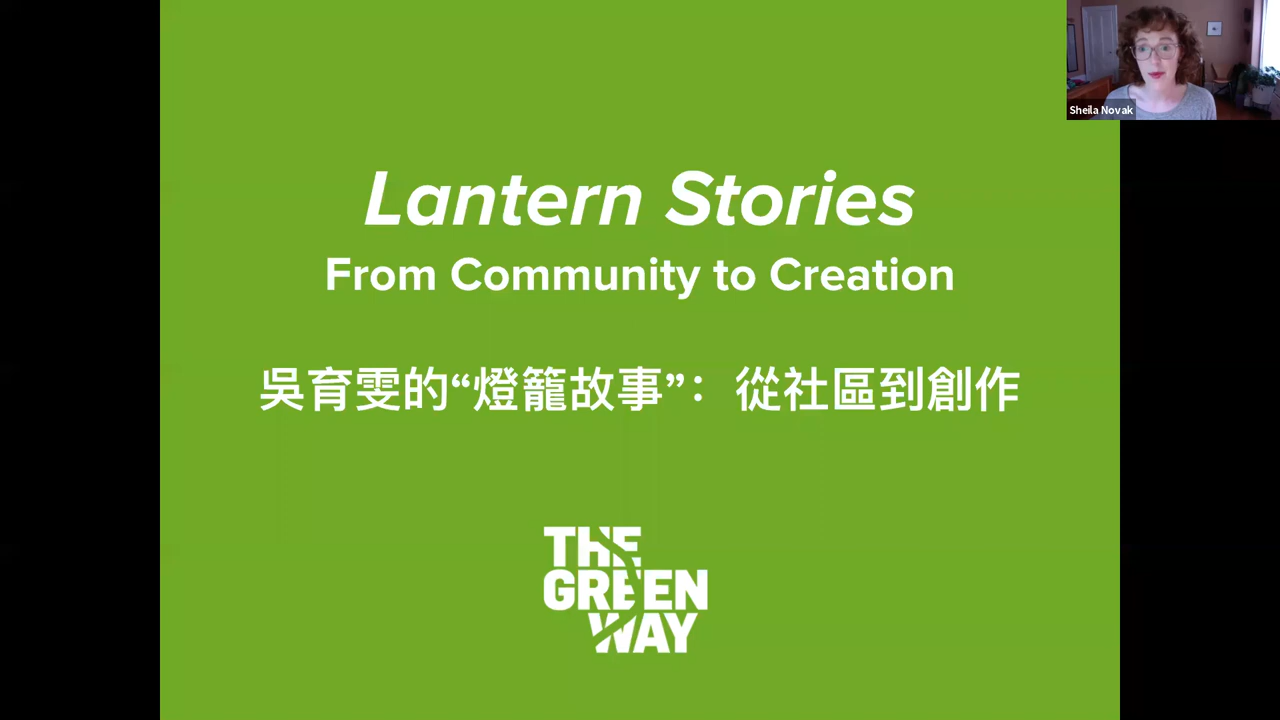 Sheila Novak
Lantern Stories
From Community to Creation
吳育雯的“燈籠故事”：從社區到創作
THE
GREEN
WAY